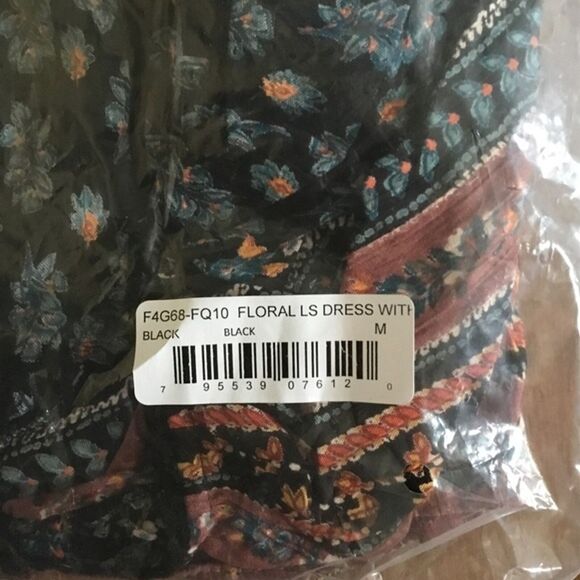 F4G68-FQ10 FLORAL LS DRESS WITH
BLACK BLACK M
7 95539 07612 0